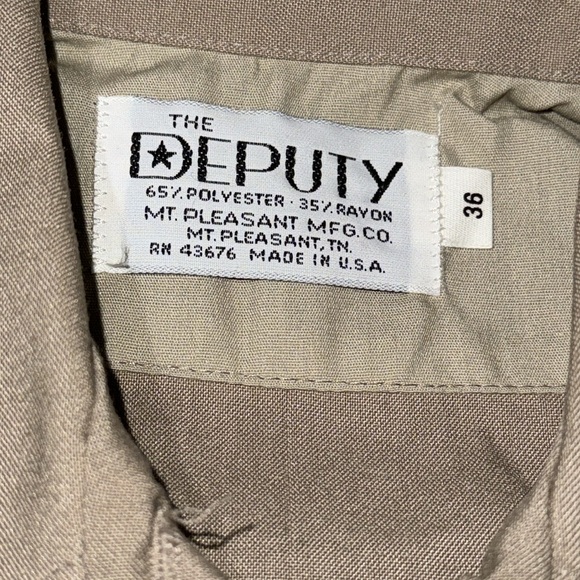 THE
DEPUTY
65% POLYESTER · 35% RAYON
MT. PLEASANT MFG. CO.
MT. PLEASANT, TN.
RN 43676 MADE IN U.S.A.
36